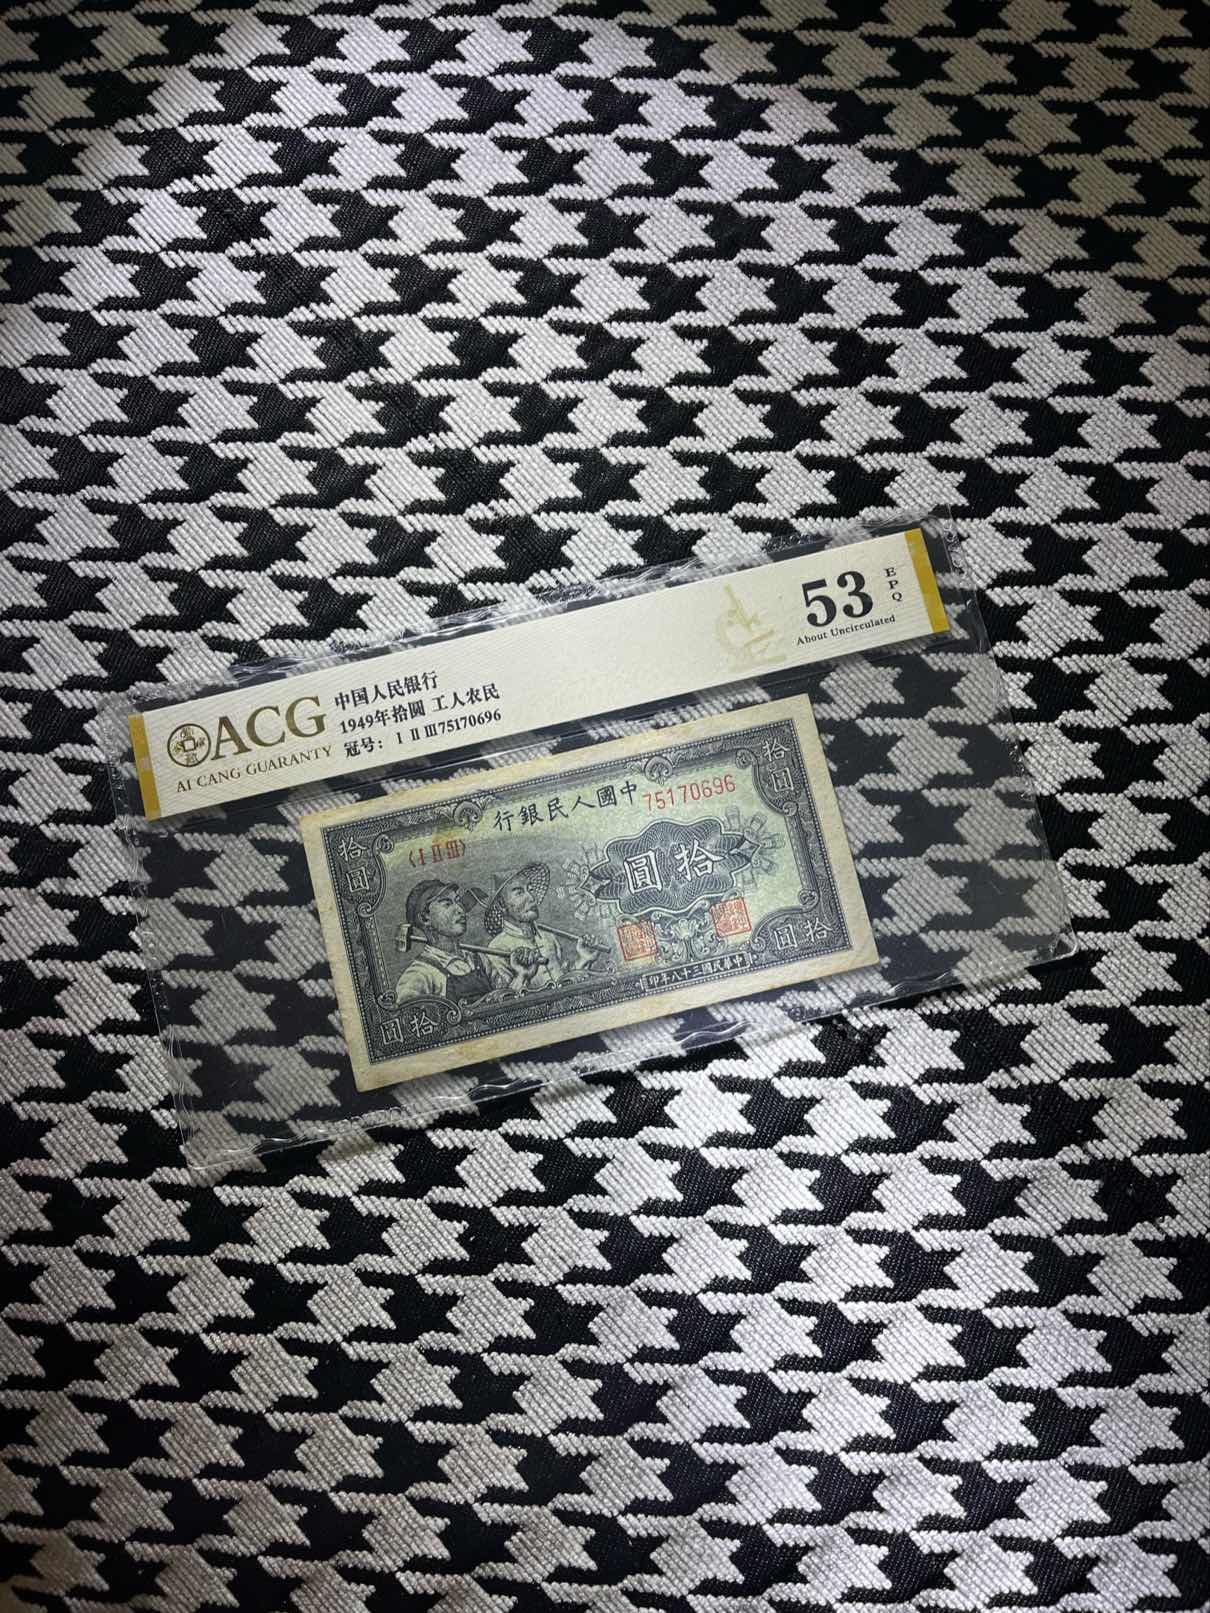 ACG
AI CANG GUARANTY
中国人民银行
1949年拾圆 工人农民
冠号: Ⅰ Ⅱ Ⅲ75170696
53
EPQ
About Uncirculated
行銀民人國中
75170696
(Ⅰ Ⅱ Ⅲ)
拾圓
拾圓
圓拾
圓拾
圓拾
印年八十三國民華中